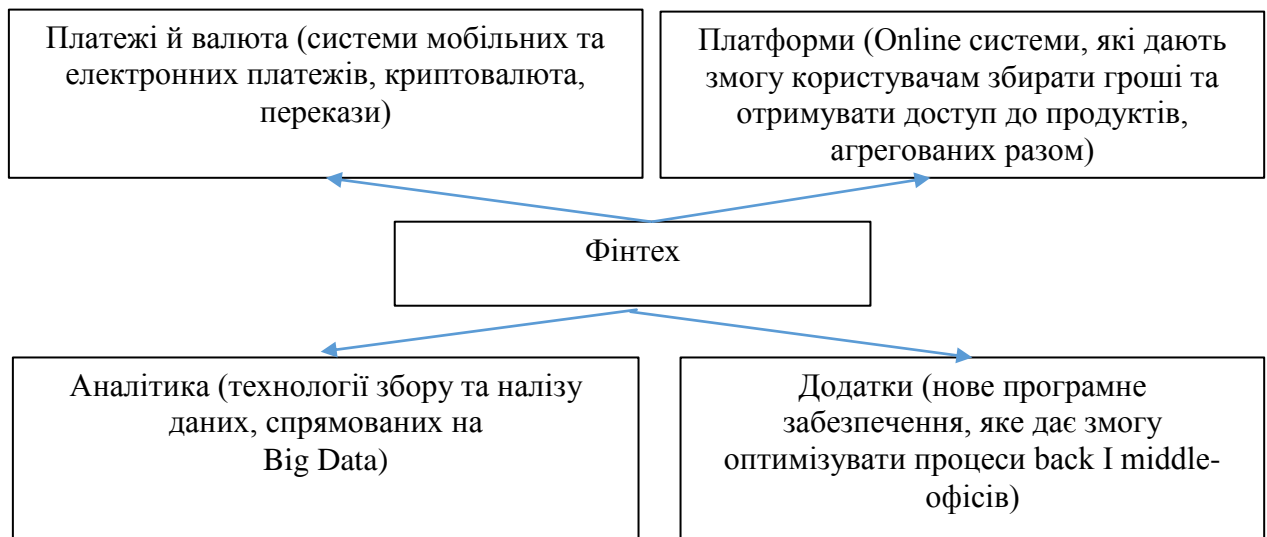 Платежі й валюта (системи мобільних та
електронних платежів, криптовалюта,
перекази)
Платформи (Online системи, які дають
змогу користувачам збирати гроші та
отримувати доступ до продуктів,
агрегованих разом)
Фінтех
Аналітика (технології збору та налізу
даних, спрямованих на
Big Data)
Додатки (нове програмне
забезпечення, яке дає змогу
оптимізувати процеси back I middle-
офісів)